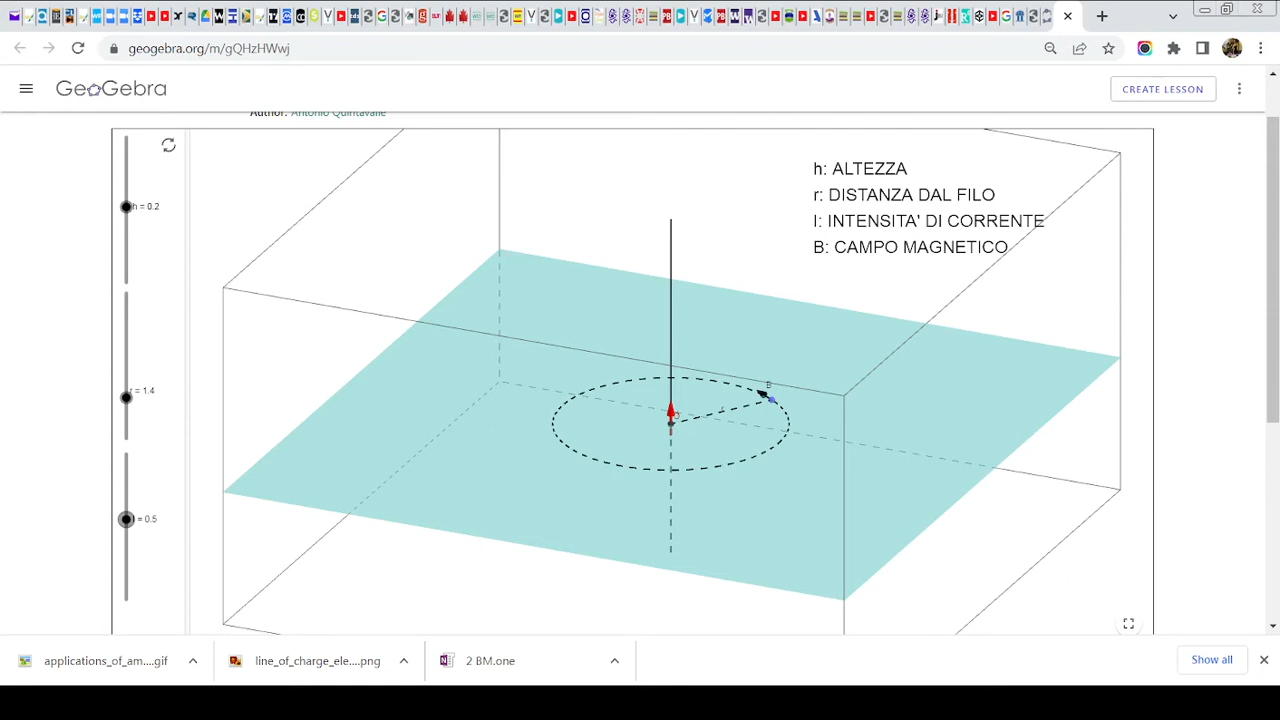 geogebra.org/m/gQHzHWwj
GeoGebra
CREATE LESSON
Author: Antonio Quintavalle
h = 0.2
h: ALTEZZA
r: DISTANZA DAL FILO
I: INTENSITA' DI CORRENTE
B: CAMPO MAGNETICO
r = 1.4
B
r
= 0.5
applications_of_am....gif
line_of_charge_ele....png
2 BM.one
Show all